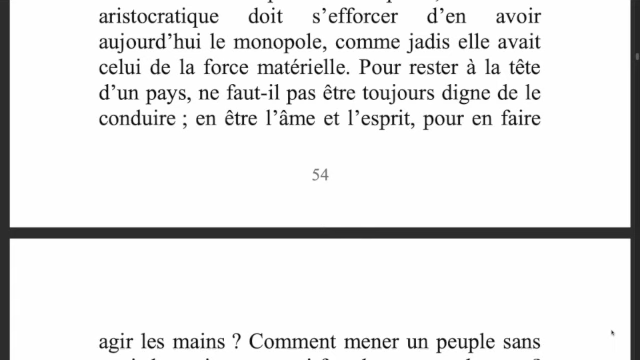 aristocratique doit s’efforcer d’en avoir
aujourd’hui le monopole, comme jadis elle avait
celui de la force matérielle. Pour rester à la tête
d’un pays, ne faut-il pas être toujours digne de le
conduire ; en être l’âme et l’esprit, pour en faire
54
agir les mains ? Comment mener un peuple sans